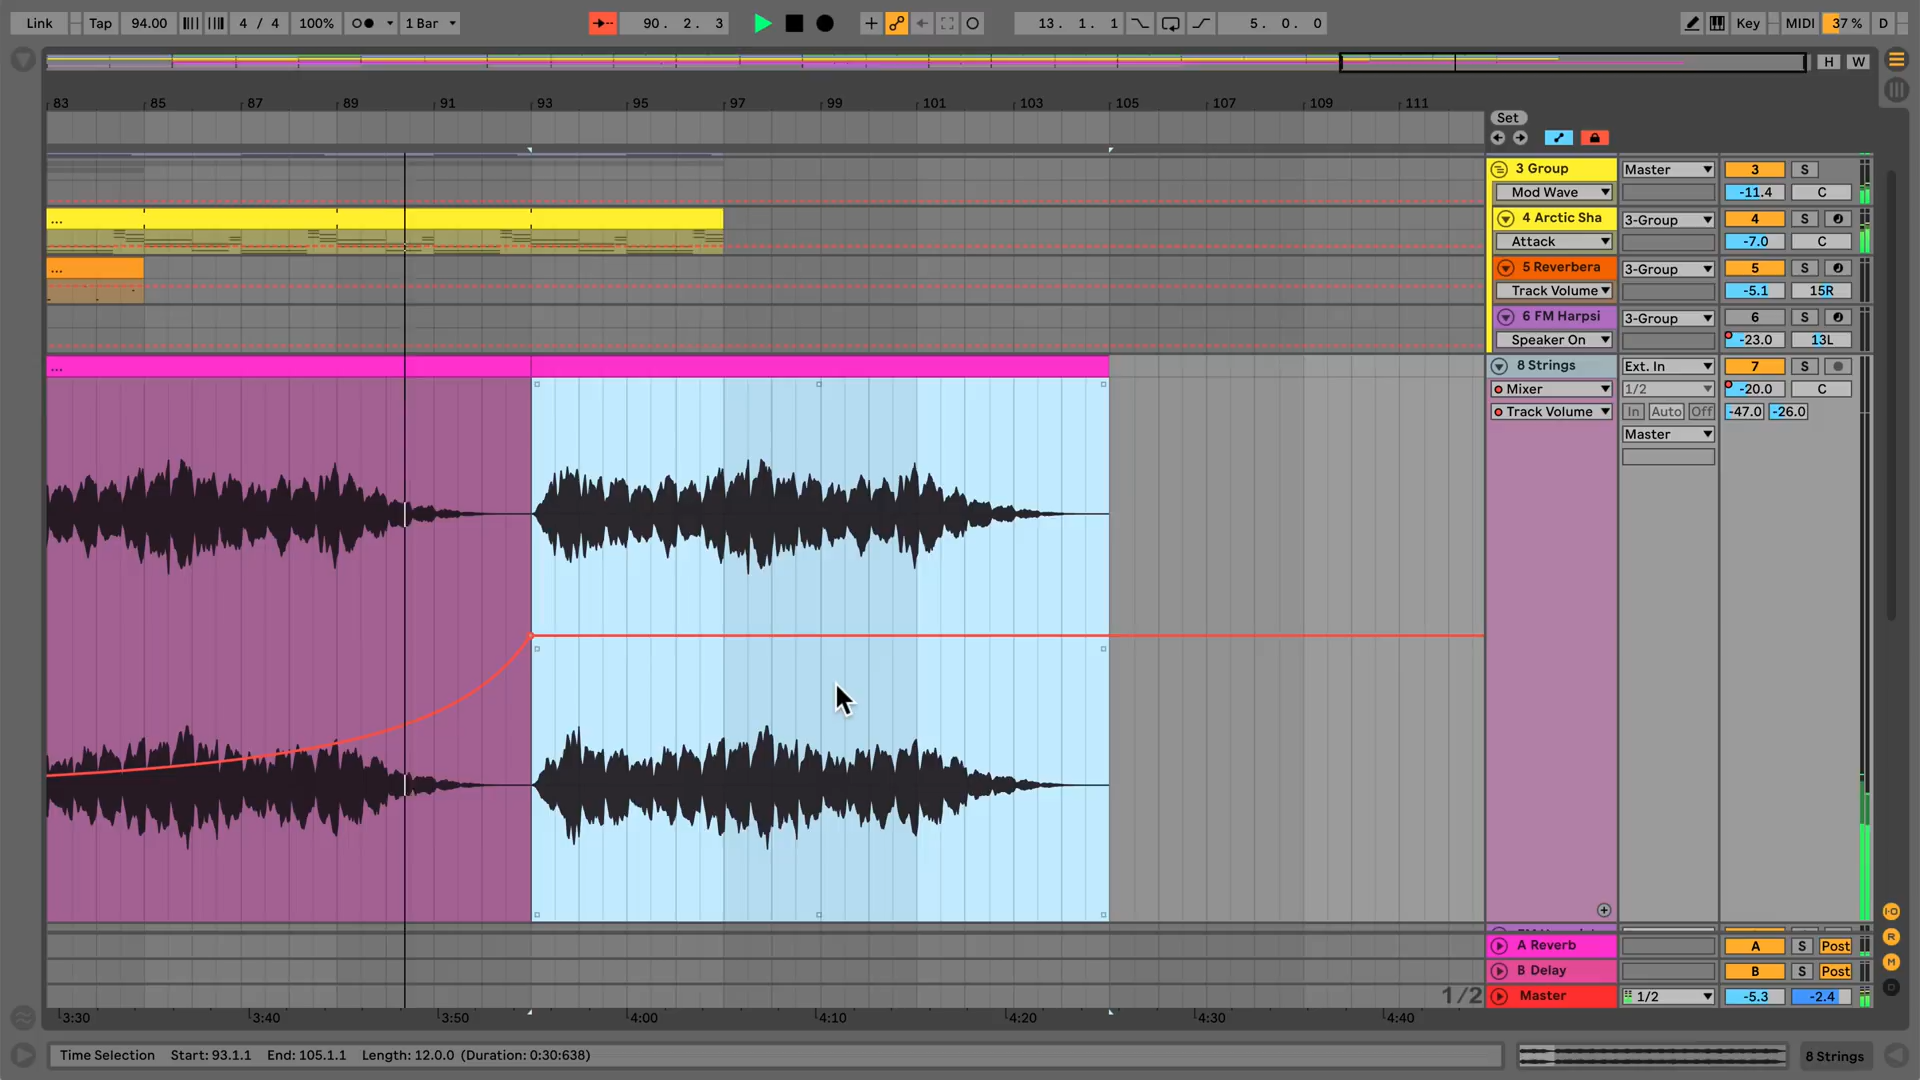 Link Tap 94.00 4 / 4 100% 1 Bar 90. 2. 3 13. 1. 1 5. 0. 0 Key MIDI 37 % D
H W
83 85 87 89 91 93 95 97 99 101 103 105 107 109 111
Set
3 Group Master 3 S
Mod Wave -11.4 C
...
4 Arctic Sha 3-Group 4 S
Attack -7.0 C
...
5 Reverbera 3-Group 5 S
Track Volume -5.1 15R
6 FM Harpsi 3-Group 6 S
Speaker On -23.0 13L
...
8 Strings Ext. In 7 S
Mixer 1/2 -20.0 C
Track Volume In Auto Off -47.0 -26.0
Master
I-O
R
M
D
A Reverb A S Post
B Delay B S Post
1/2 Master 1/2 -5.3 -2.4
3:30 3:40 3:50 4:00 4:10 4:20 4:30 4:40
Time Selection Start: 93.1.1 End: 105.1.1 Length: 12.0.0 (Duration: 0:30:638) 8 Strings